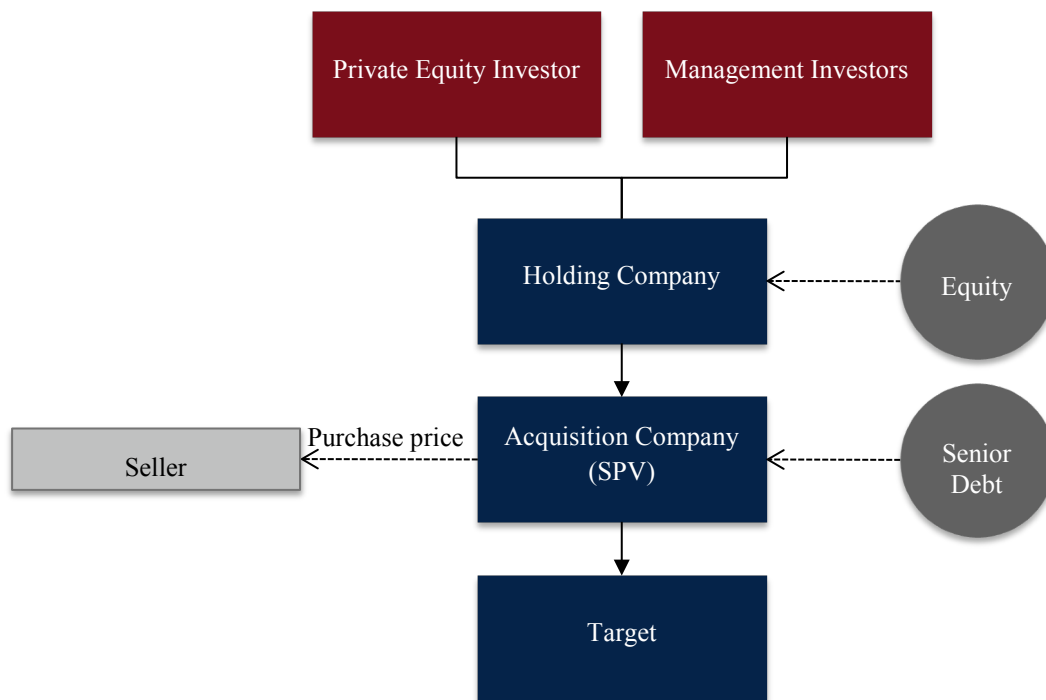 Private Equity Investor
Management Investors
Holding Company
Equity
Purchase price
Acquisition Company
(SPV)
Seller
Senior
Debt
Target